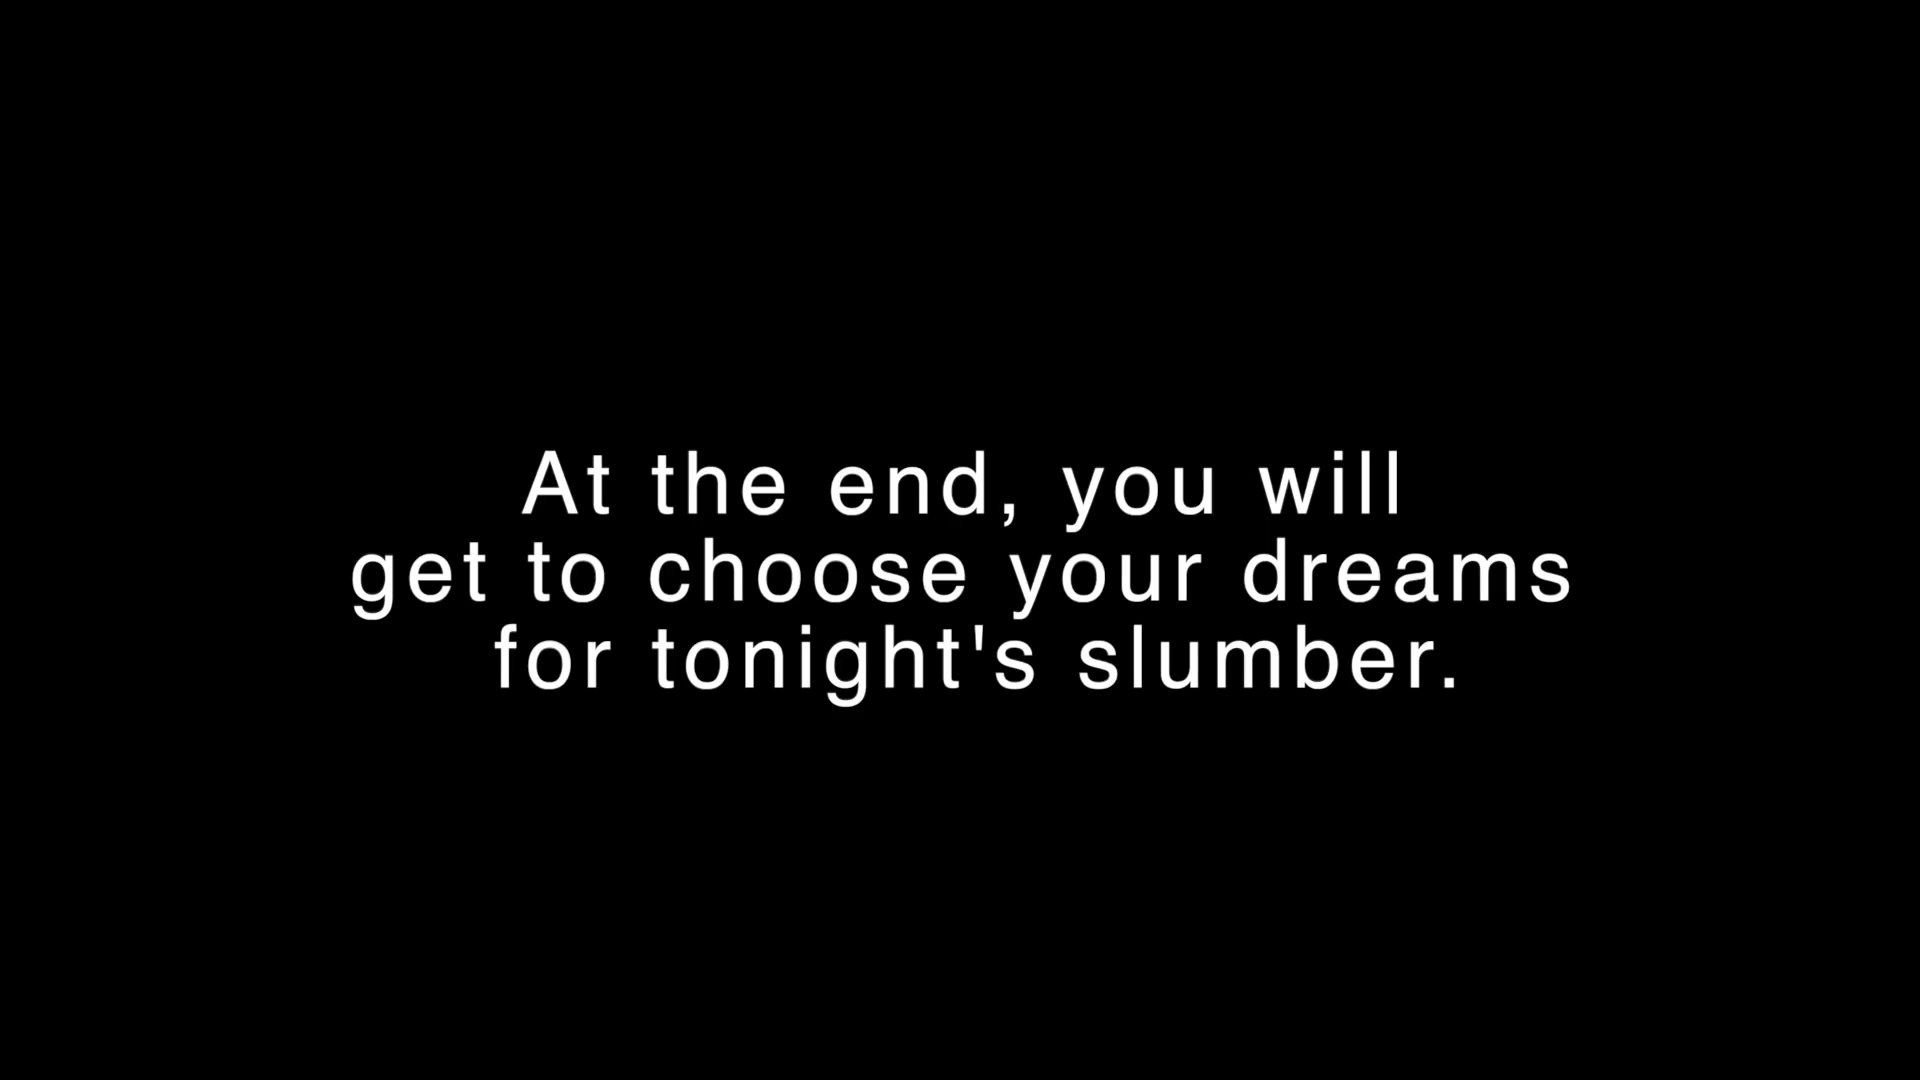 At the end, you will
get to choose your dreams
for tonight's slumber.